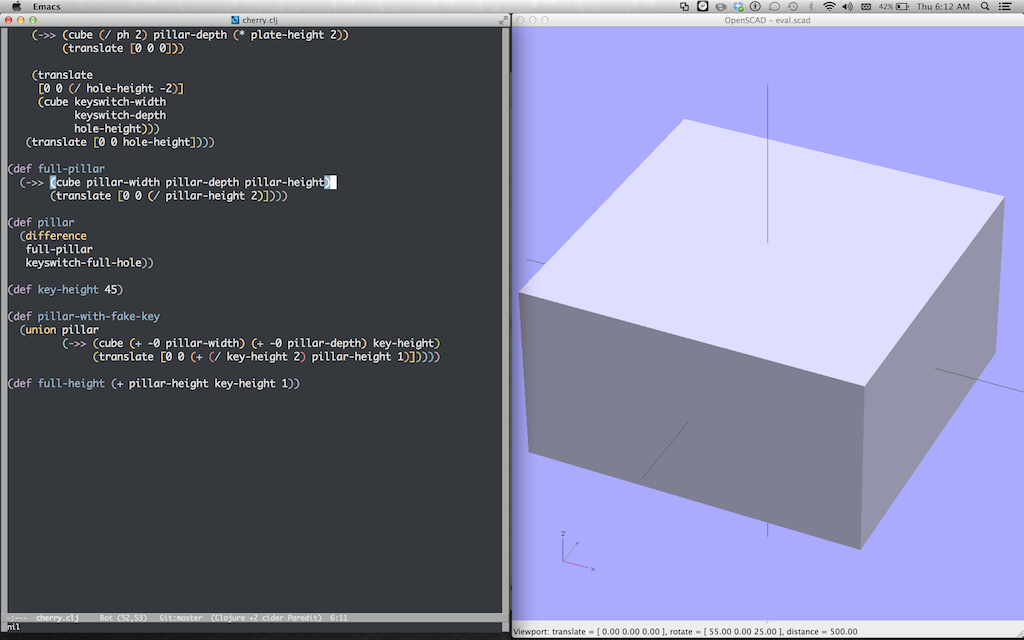 Emacs
42%
Thu 6:12 AM
cherry.clj
OpenSCAD – eval.scad
(->> (cube (/ ph 2) pillar-depth (* plate-height 2))
(translate [0 0 0]))
(translate
[0 0 (/ hole-height -2)]
(cube keyswitch-width
keyswitch-depth
hole-height)))
(translate [0 0 hole-height])))
(def full-pillar
(->> (cube pillar-width pillar-depth pillar-height)
(translate [0 0 (/ pillar-height 2)])))
(def pillar
(difference
full-pillar
keyswitch-full-hole))
(def key-height 45)
(def pillar-with-fake-key
(union pillar
(->> (cube (+ -0 pillar-width) (+ -0 pillar-depth) key-height)
(translate [0 0 (+ (/ key-height 2) pillar-height 1)]))))
(def full-height (+ pillar-height key-height 1))
z
y
x
-:--- cherry.clj Bot (52,53) Git:master (Clojure +2 cider Paredit) 6:11
nil
Viewport: translate = [ 0.00 0.00 0.00 ], rotate = [ 55.00 0.00 25.00 ], distance = 500.00